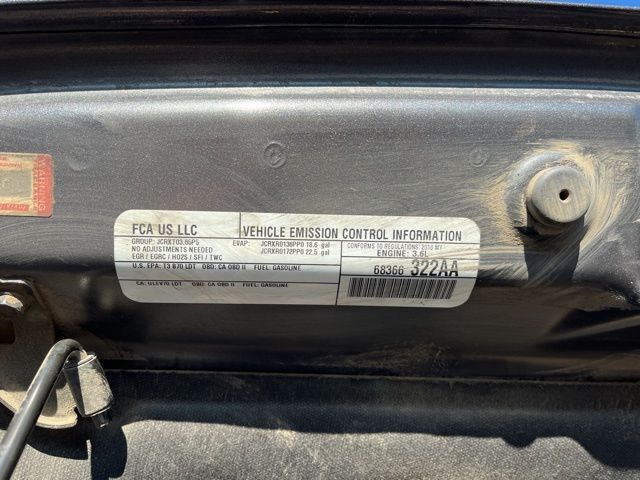 WARNING
FCA US LLC
GROUP: JCRXT03.65P5
NO ADJUSTMENTS NEEDED
EGR / EGRC / HO2S / SFI / TWC
VEHICLE EMISSION CONTROL INFORMATION
EVAP: JCRXR0136PP0 18.6 gal
JCRXR0172PP0 22.5 gal
CONFORMS TO REGULATIONS: 2018 MY
ENGINE: 3.6L
U.S. EPA: T3 B70 LDT OBD: CA OBD II FUEL: GASOLINE
68366 322AA
CA: ULEV70 LDT OBD: CA OBD II FUEL: GASOLINE